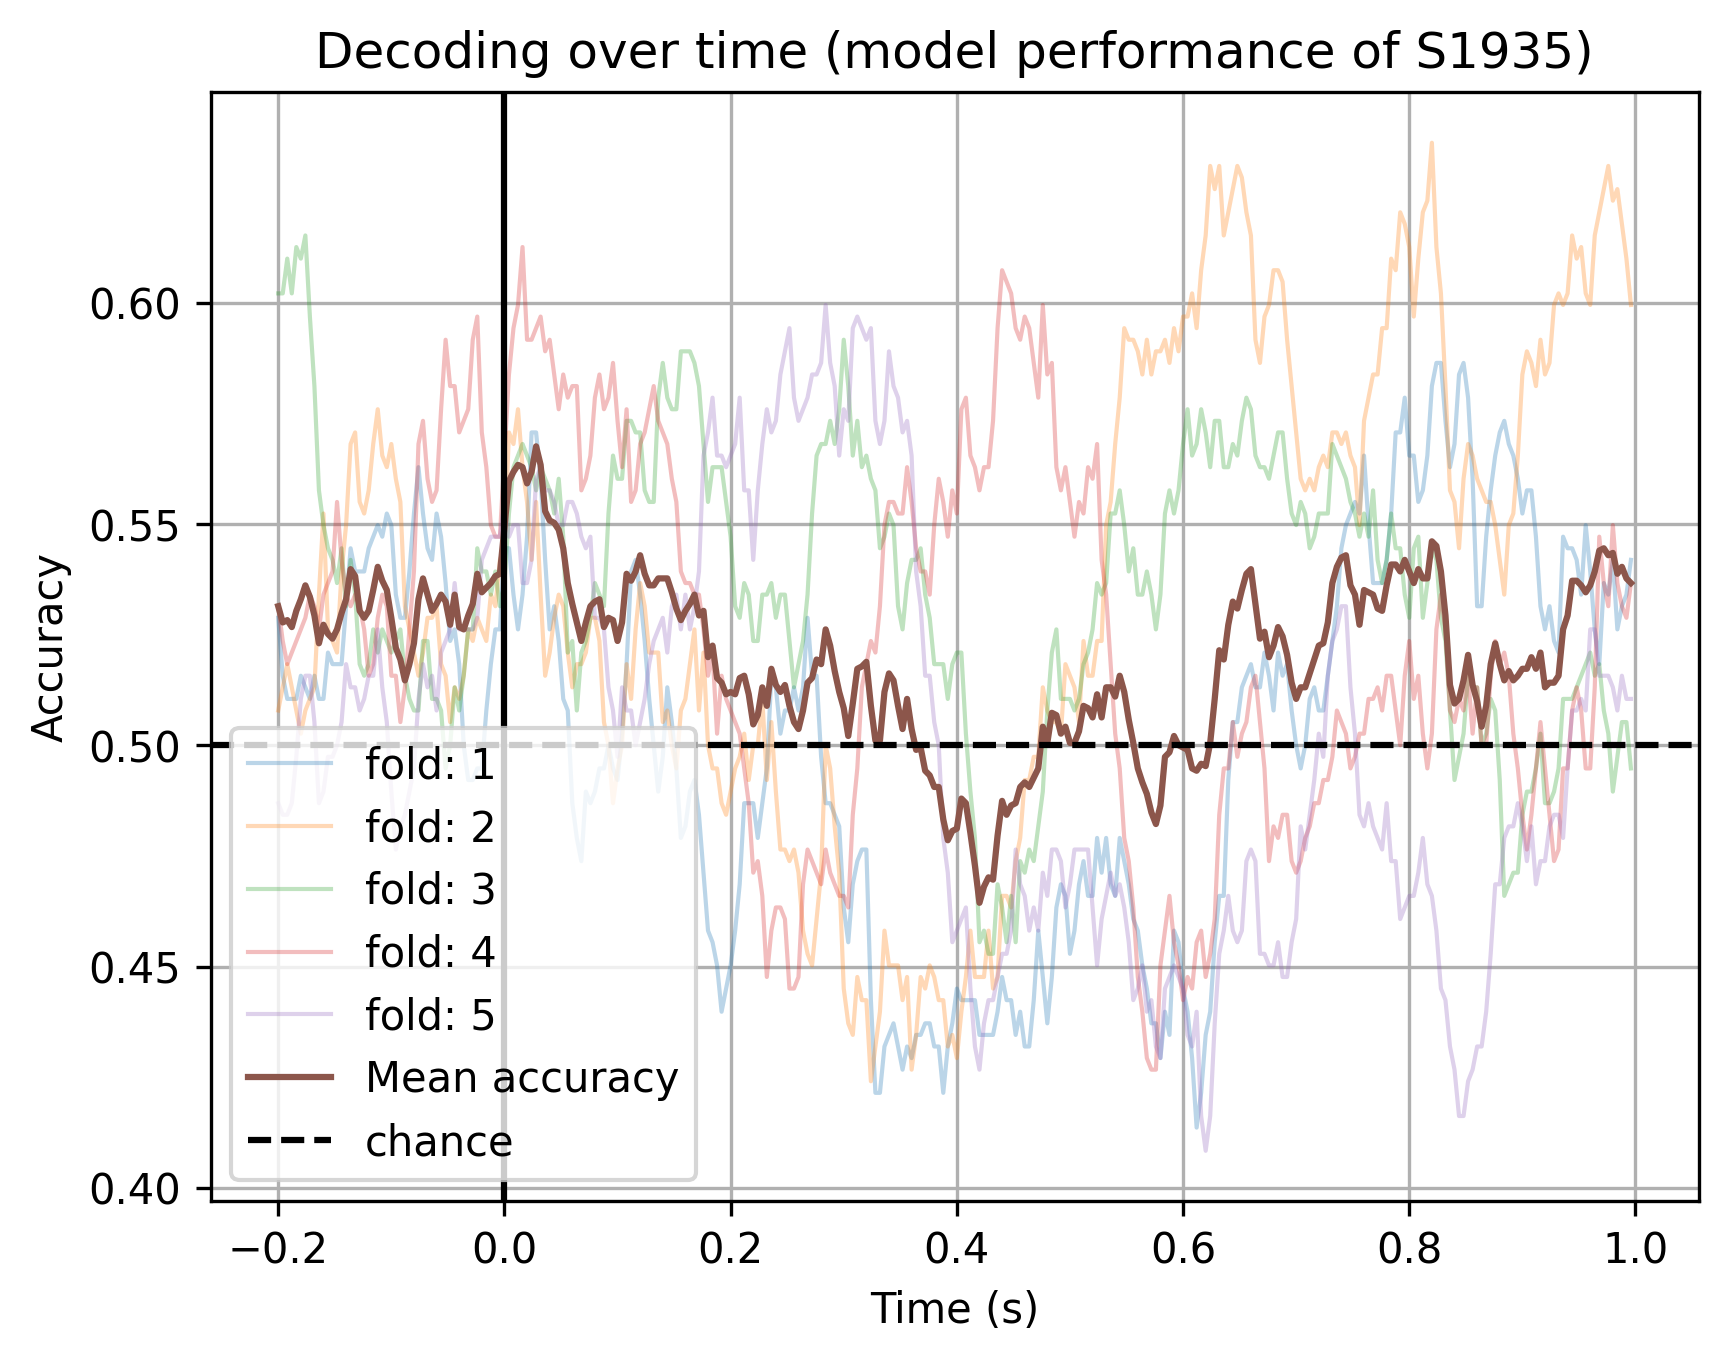 Decoding over time (model performance of S1935)
Accuracy
0.60
0.55
0.50
0.45
0.40
fold: 1
fold: 2
fold: 3
fold: 4
fold: 5
Mean accuracy
chance
−0.2 0.0 0.2 0.4 0.6 0.8 1.0
Time (s)